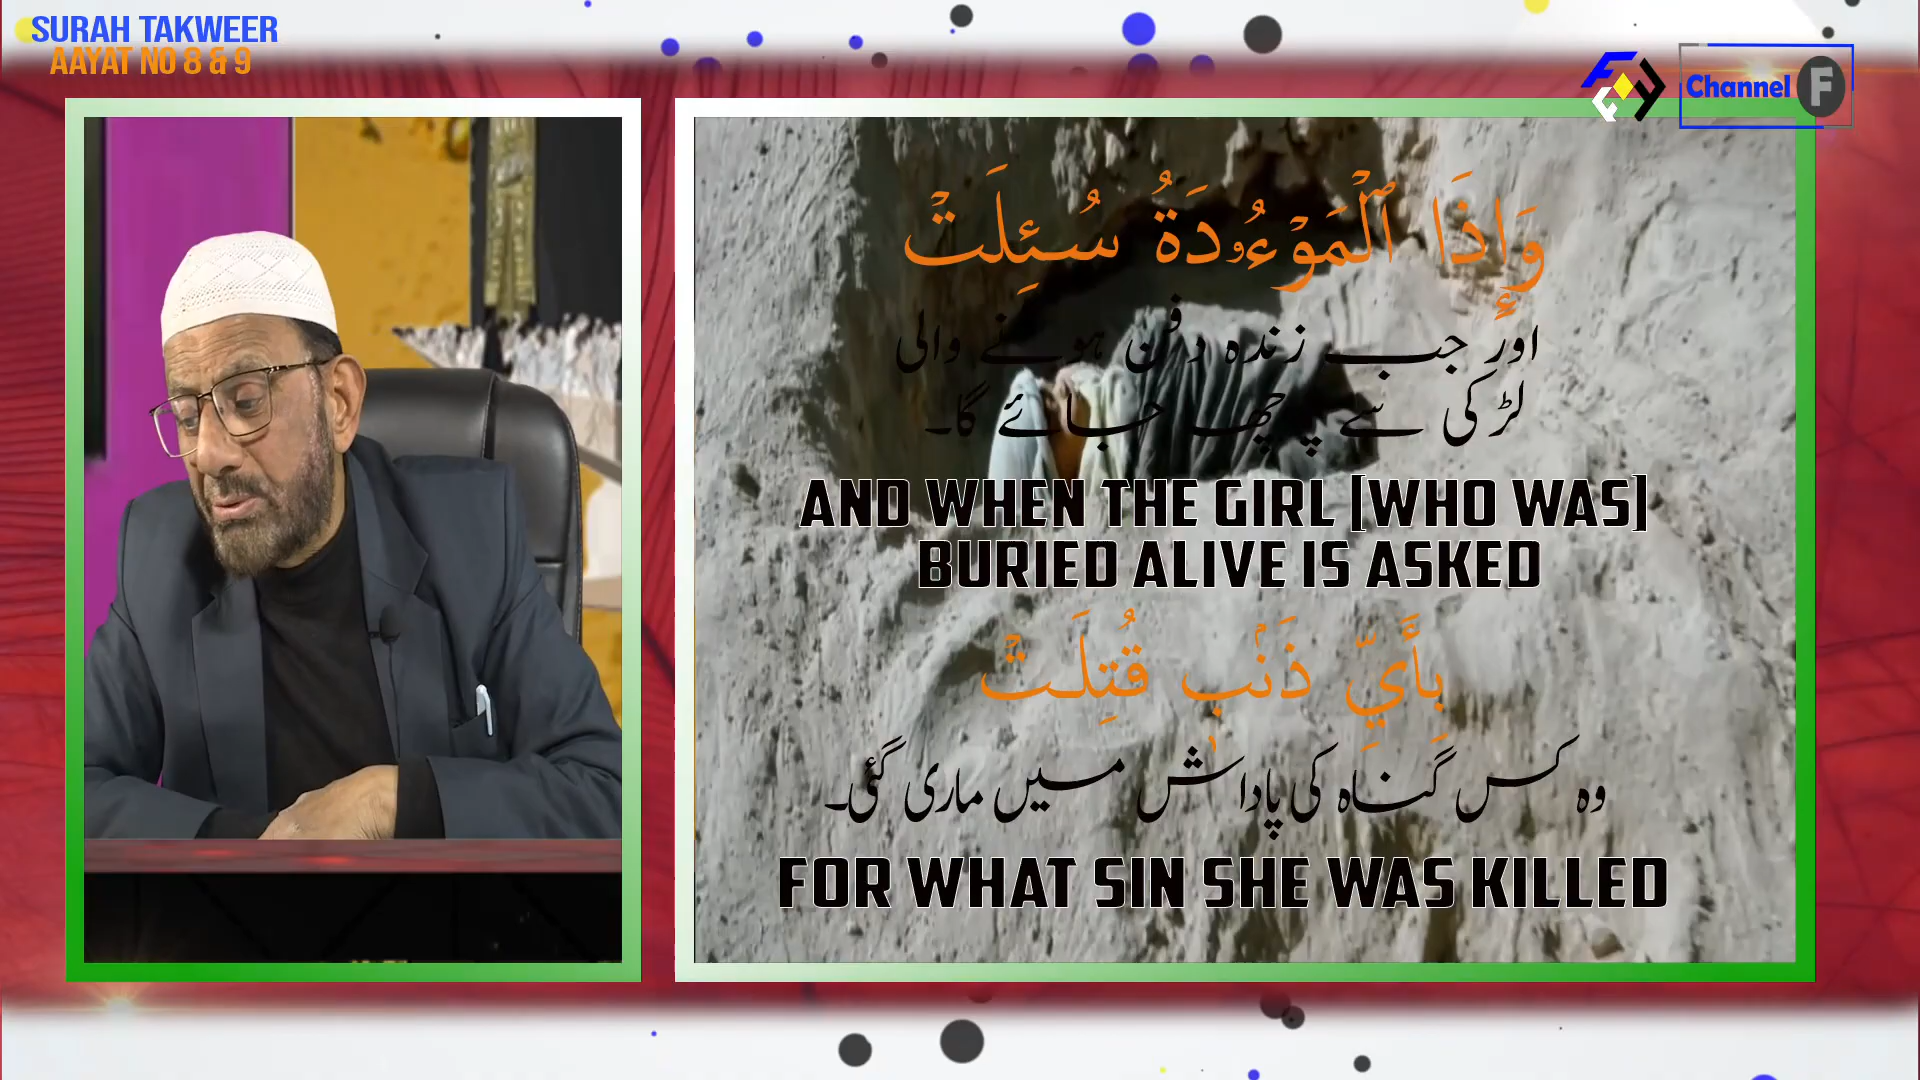 SURAH TAKWEER
AAYAT NO 8 & 9
Channel F
وَإِذَا ٱلْمَوْءُۥدَةُ سُئِلَتْ
اور جب زندہ دفن ہونے والی
لڑکی سے پوچھا جائے گا۔
AND WHEN THE GIRL [WHO WAS]
BURIED ALIVE IS ASKED
بِأَيِّ ذَنۢبٍ قُتِلَتْ
وہ کس گناہ کی پاداش میں ماری گئی۔
FOR WHAT SIN SHE WAS KILLED